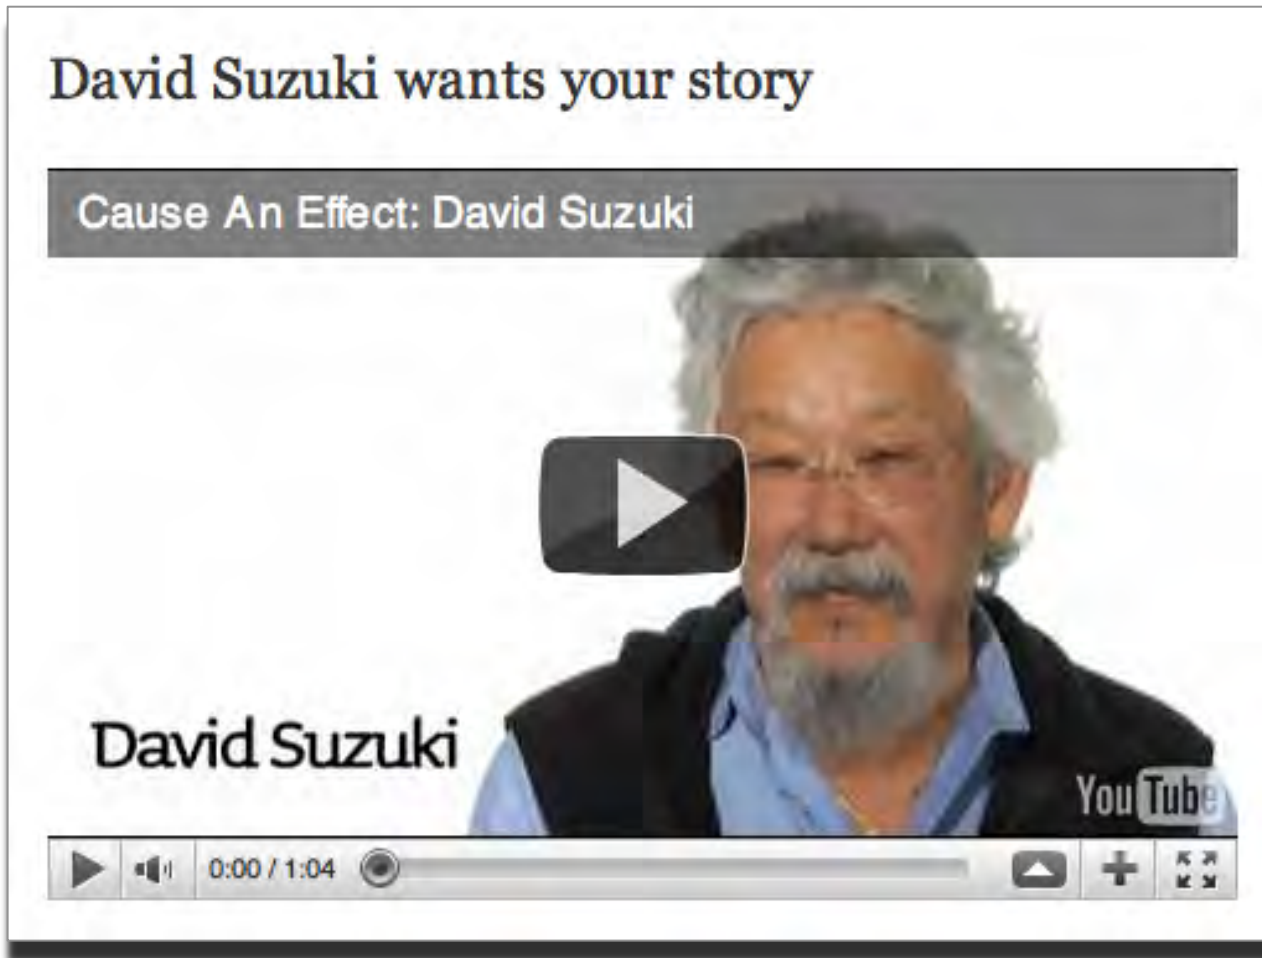 David Suzuki wants your story
Cause An Effect: David Suzuki
David Suzuki
YouTube
0:00 / 1:04